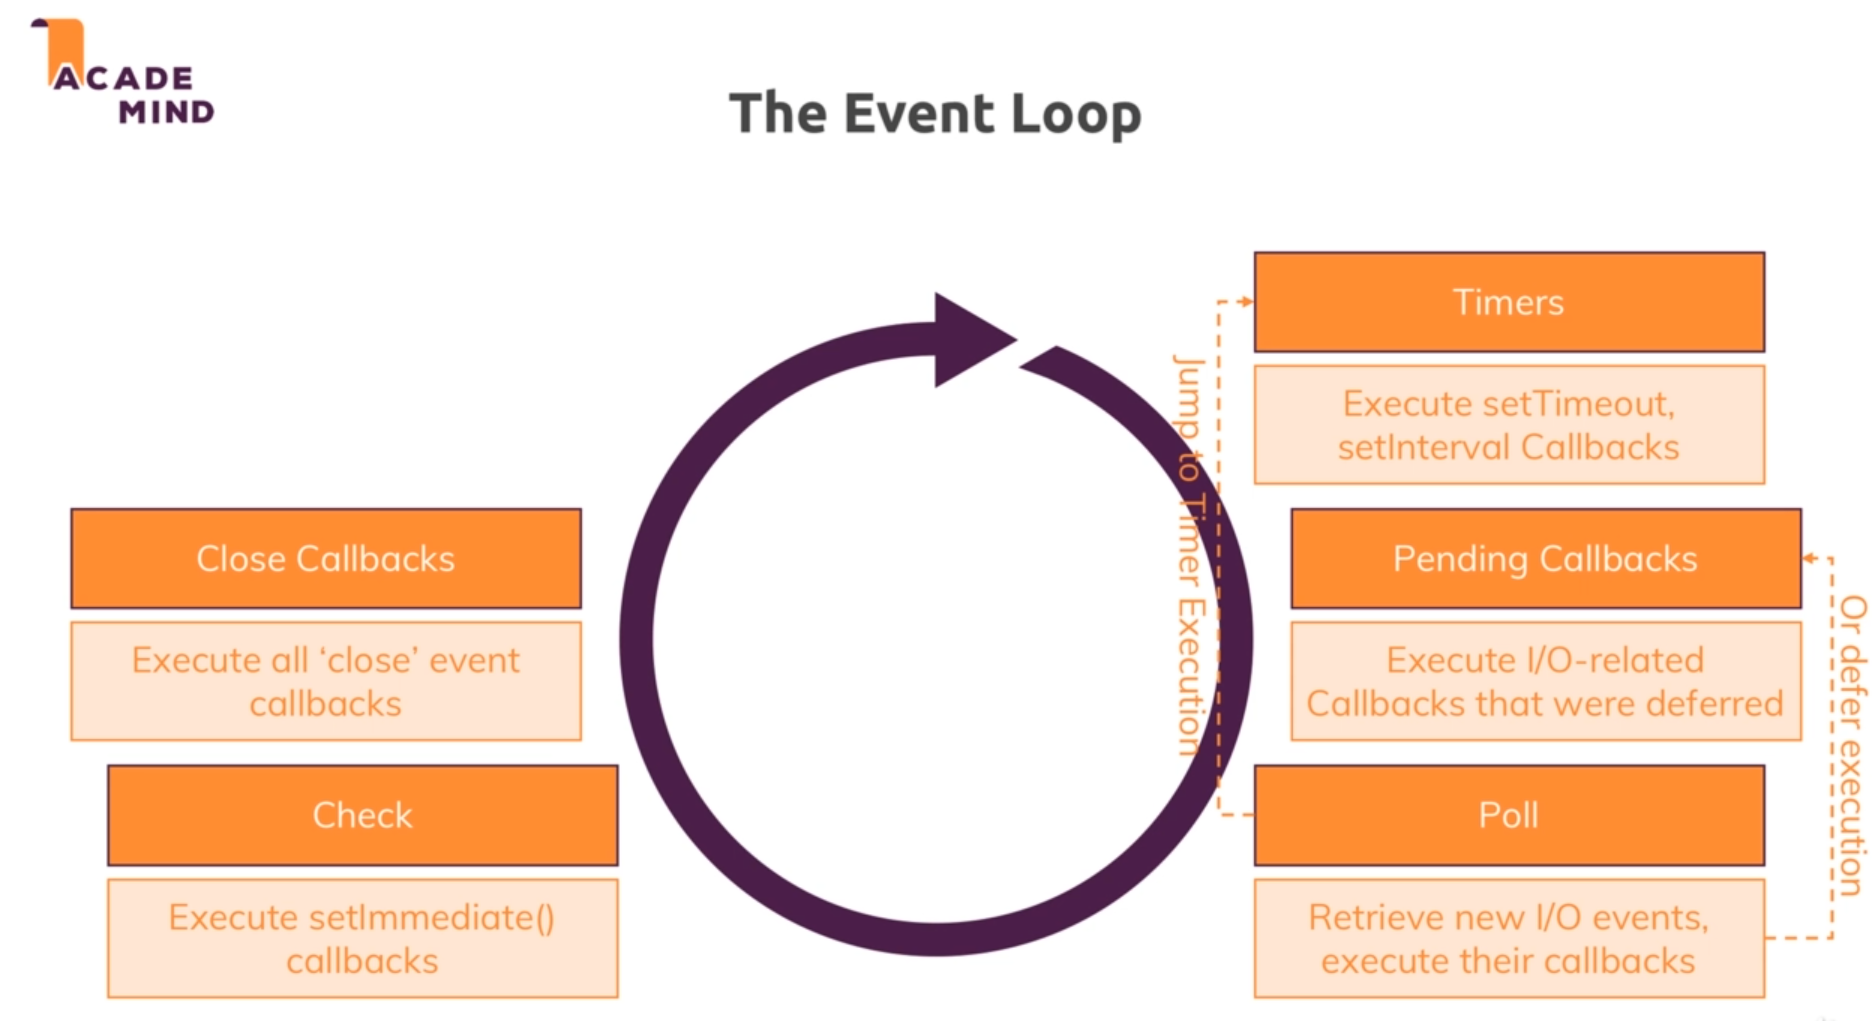 ACADE
MIND
The Event Loop
Timers
Execute setTimeout,
setInterval Callbacks
Jump to Timer Execution
Pending Callbacks
Execute I/O-related
Callbacks that were deferred
Or defer execution
Poll
Retrieve new I/O events,
execute their callbacks
Check
Execute setImmediate()
callbacks
Close Callbacks
Execute all ‘close’ event
callbacks